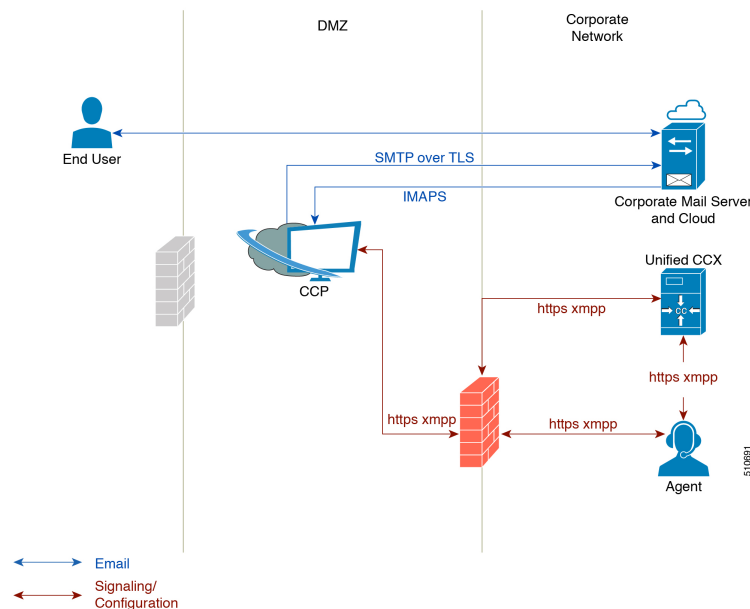 DMZ
Corporate
Network
End User
SMTP over TLS
IMAPS
Corporate Mail Server
and Cloud
CCP
Unified CCX
CC
https xmpp
https xmpp
https xmpp
https xmpp
Agent
510691
Email
Signaling/
Configuration